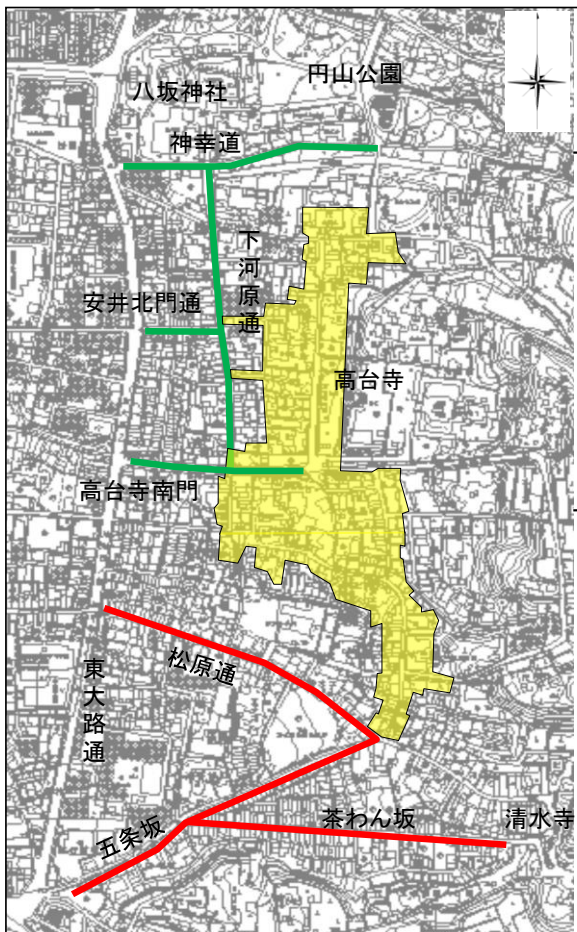 円山公園
八坂神社
神幸道
下河原通
安井北門通
高台寺
高台寺南門
松原通
東大路通
五条坂
茶わん坂
清水寺